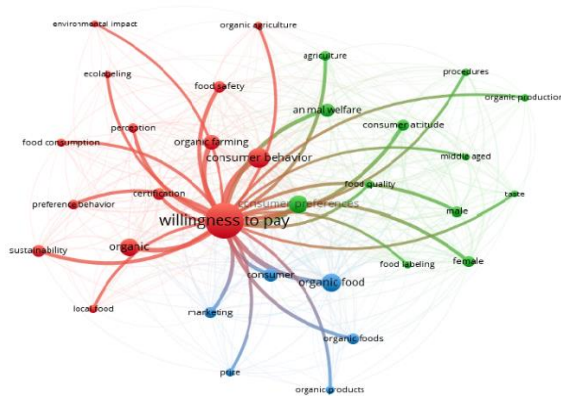 environmental impact
organic agriculture
agriculture
ecolabeling
food safety
procedures
organic production
animal welfare
perception
consumer attitude
food consumption
organic farming
consumer behavior
middle aged
food quality
certification
taste
preference behavior
consumer preferences
willingness to pay
male
organic
sustainability
female
food labeling
consumer
organic food
local food
marketing
organic foods
organic products